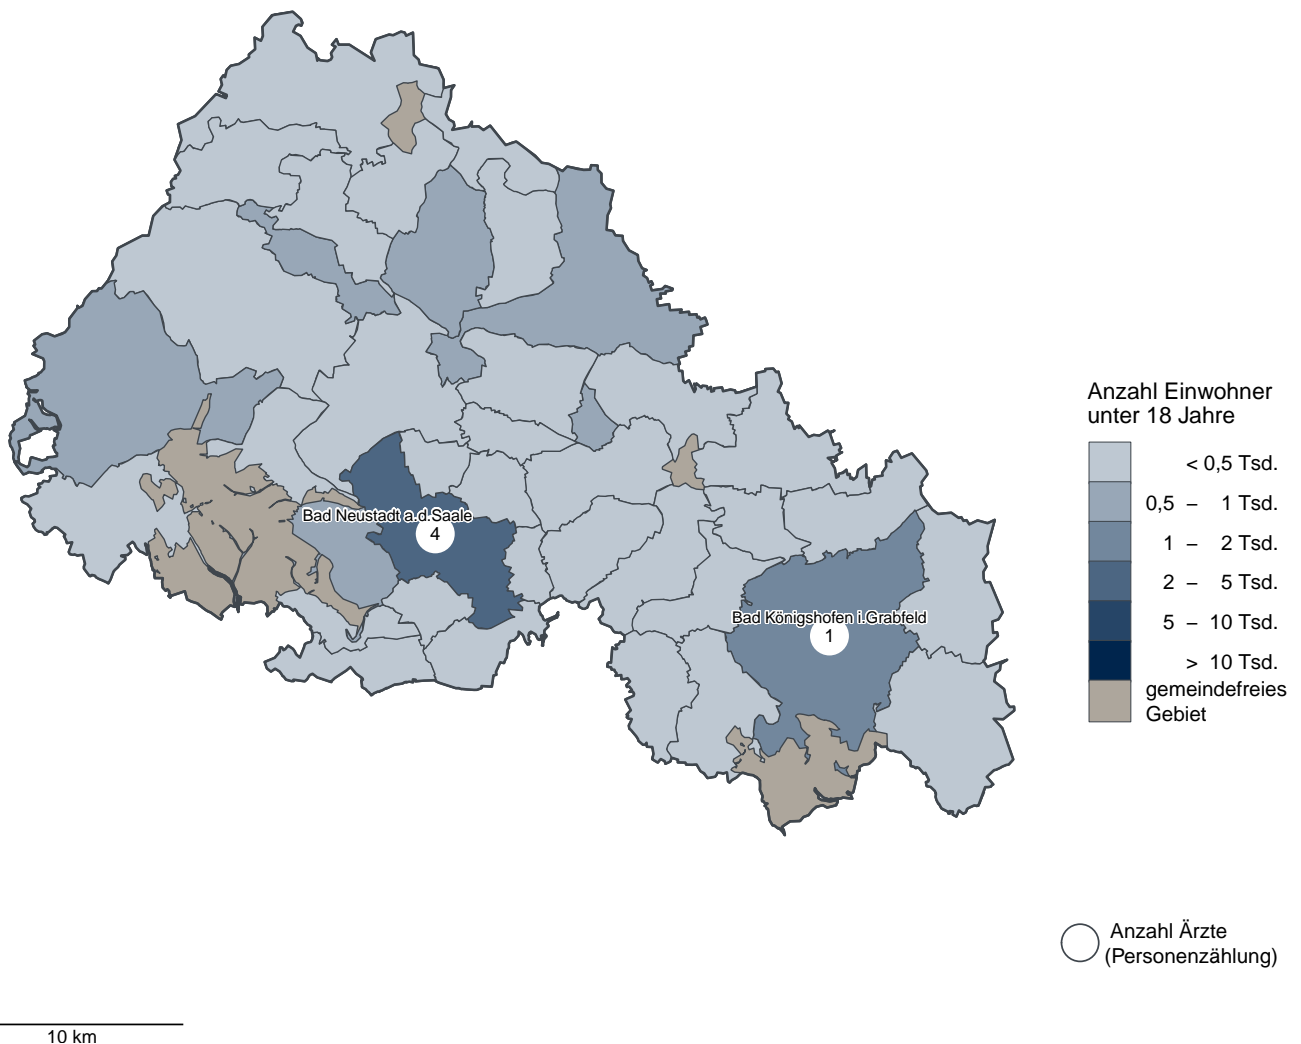 Bad Neustadt a.d.Saale
4
Bad Königshofen i.Grabfeld
1
Anzahl Einwohner
unter 18 Jahre
< 0,5 Tsd.
0,5 – 1 Tsd.
1 – 2 Tsd.
2 – 5 Tsd.
5 – 10 Tsd.
> 10 Tsd.
gemeindefreies
Gebiet
Anzahl Ärzte
(Personenzählung)
10 km